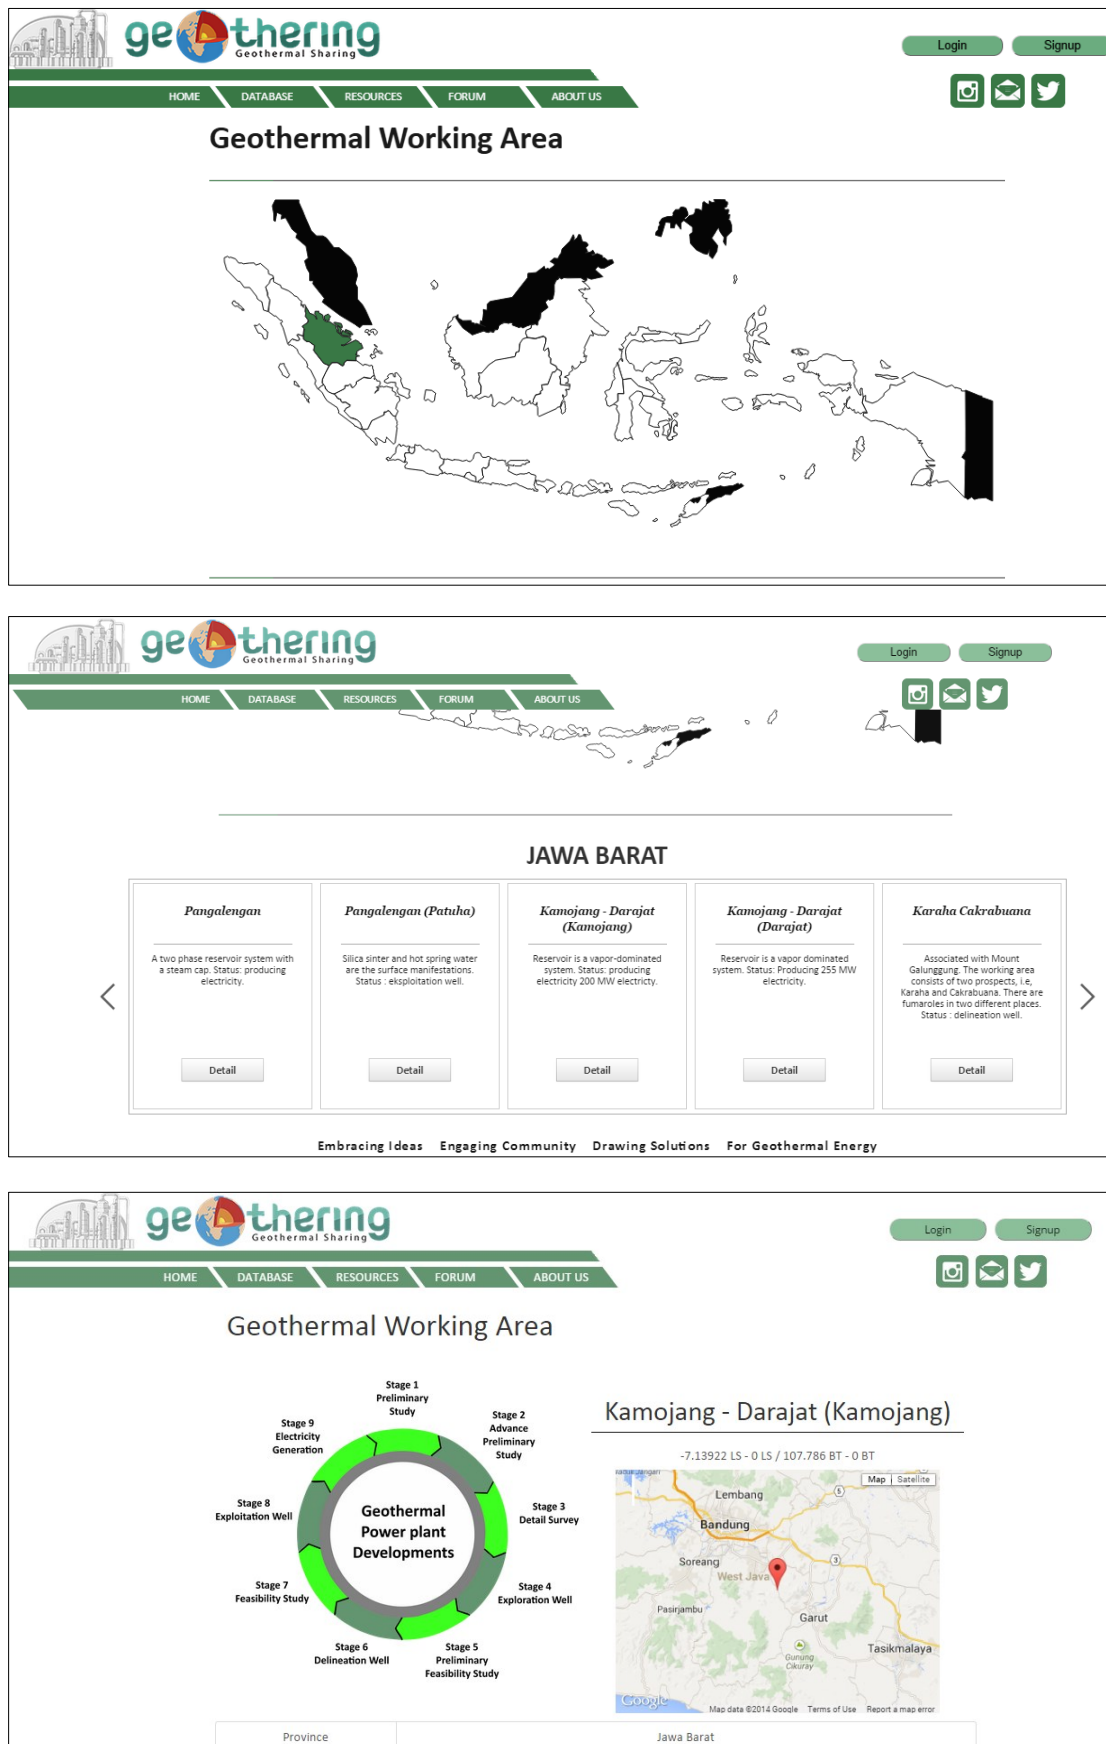 geothering
Geothermal Sharing
Login Signup
HOME DATABASE RESOURCES FORUM ABOUT US
Geothermal Working Area
geothering
Geothermal Sharing
Login Signup
HOME DATABASE RESOURCES FORUM ABOUT US
JAWA BARAT
Pangalengan
A two phase reservoir system with
a steam cap. Status: producing
electricity.
Detail
Pangalengan (Patuha)
Silica sinter and hot spring water
are the surface manifestations.
Status : eksploitation well.
Detail
Kamojang - Darajat
(Kamojang)
Reservoir is a vapor-dominated
system. Status: producing
electricity 200 MW electricty.
Detail
Kamojang - Darajat
(Darajat)
Reservoir is a vapor dominated
system. Status: Producing 255 MW
electricity.
Detail
Karaha Cakrabuana
Associated with Mount
Galunggung. The working area
consists of two prospects, i.e,
Karaha and Cakrabuana. There are
fumaroles in two different places.
Status : delineation well.
Detail
Embracing Ideas Engaging Community Drawing Solutions For Geothermal Energy
geothering
Geothermal Sharing
Login Signup
HOME DATABASE RESOURCES FORUM ABOUT US
Geothermal Working Area
Stage 1
Preliminary
Study
Stage 2
Advance
Preliminary
Study
Stage 3
Detail Survey
Stage 4
Exploration Well
Stage 5
Preliminary
Feasibility Study
Stage 6
Delineation Well
Stage 7
Feasibility Study
Stage 8
Exploitation Well
Stage 9
Electricity
Generation
Geothermal
Power plant
Developments
Kamojang - Darajat (Kamojang)
-7.13922 LS - 0 LS / 107.786 BT - 0 BT
Map Satellite
Lembang
5
Bandung
Soreang
3
West Java
Pasirjambu
Garut
Gunung
Cikuray
Tasikmalaya
Google
Map data ©2014 Google Terms of Use Report a map error
Province Jawa Barat